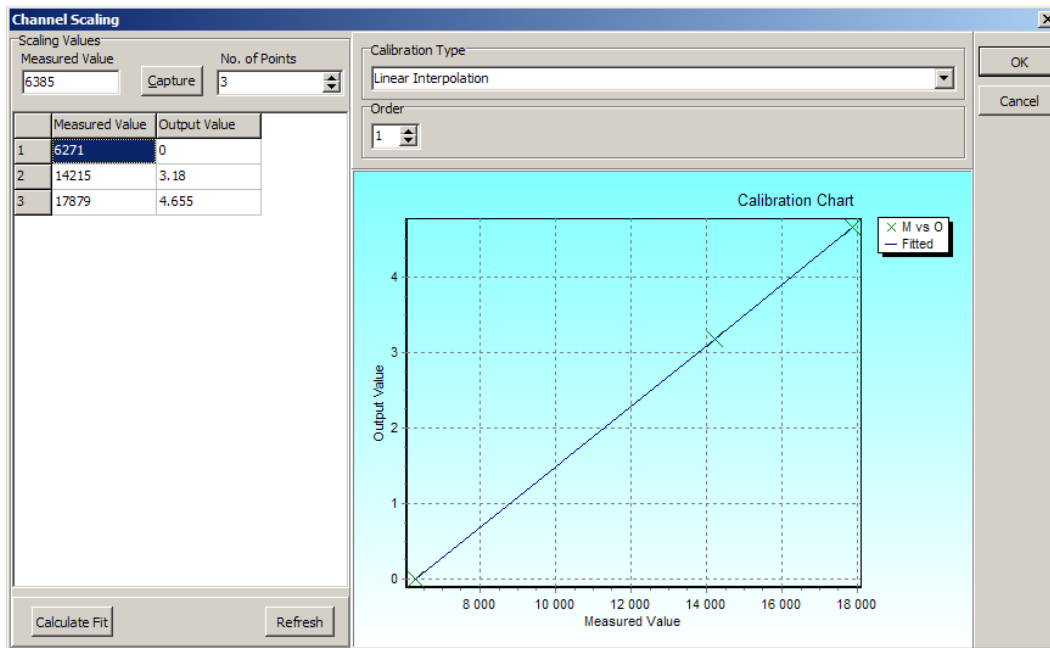 Channel Scaling
Scaling Values
Measured Value No. of Points
6385 Capture 3
Measured Value Output Value
1 6271 0
2 14215 3.18
3 17879 4.655
Calculate Fit Refresh
Calibration Type
Linear Interpolation
Order
1
Calibration Chart
M vs O
Fitted
Output Value
4
3
2
1
0
8 000 10 000 12 000 14 000 16 000 18 000
Measured Value
OK
Cancel